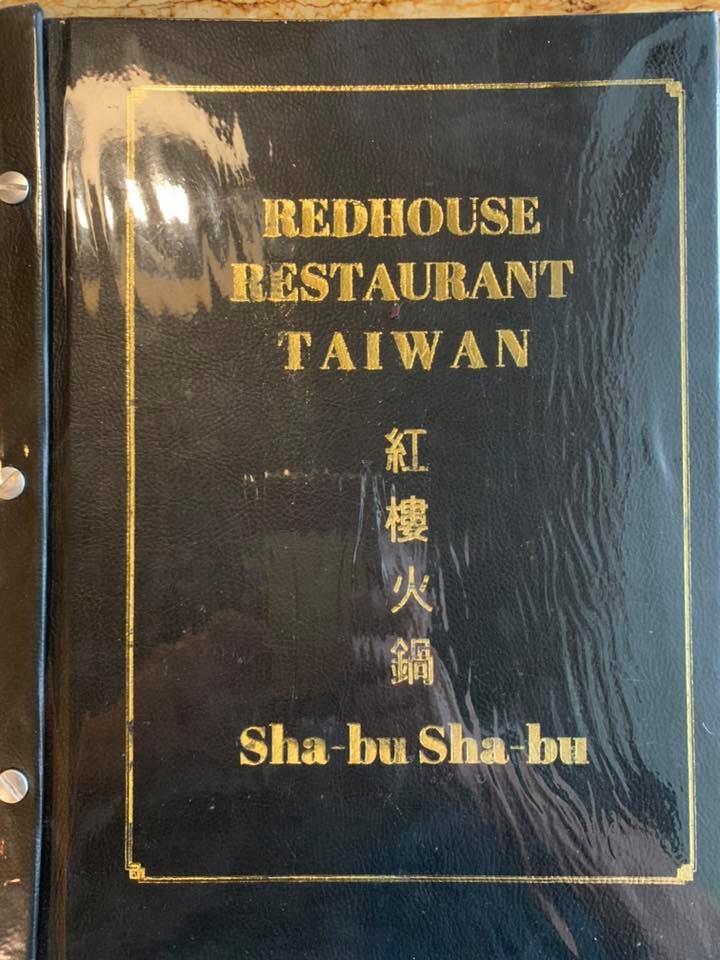 REDHOUSE
RESTAURANT
TAIWAN
紅樓火鍋
Sha-bu Sha-bu